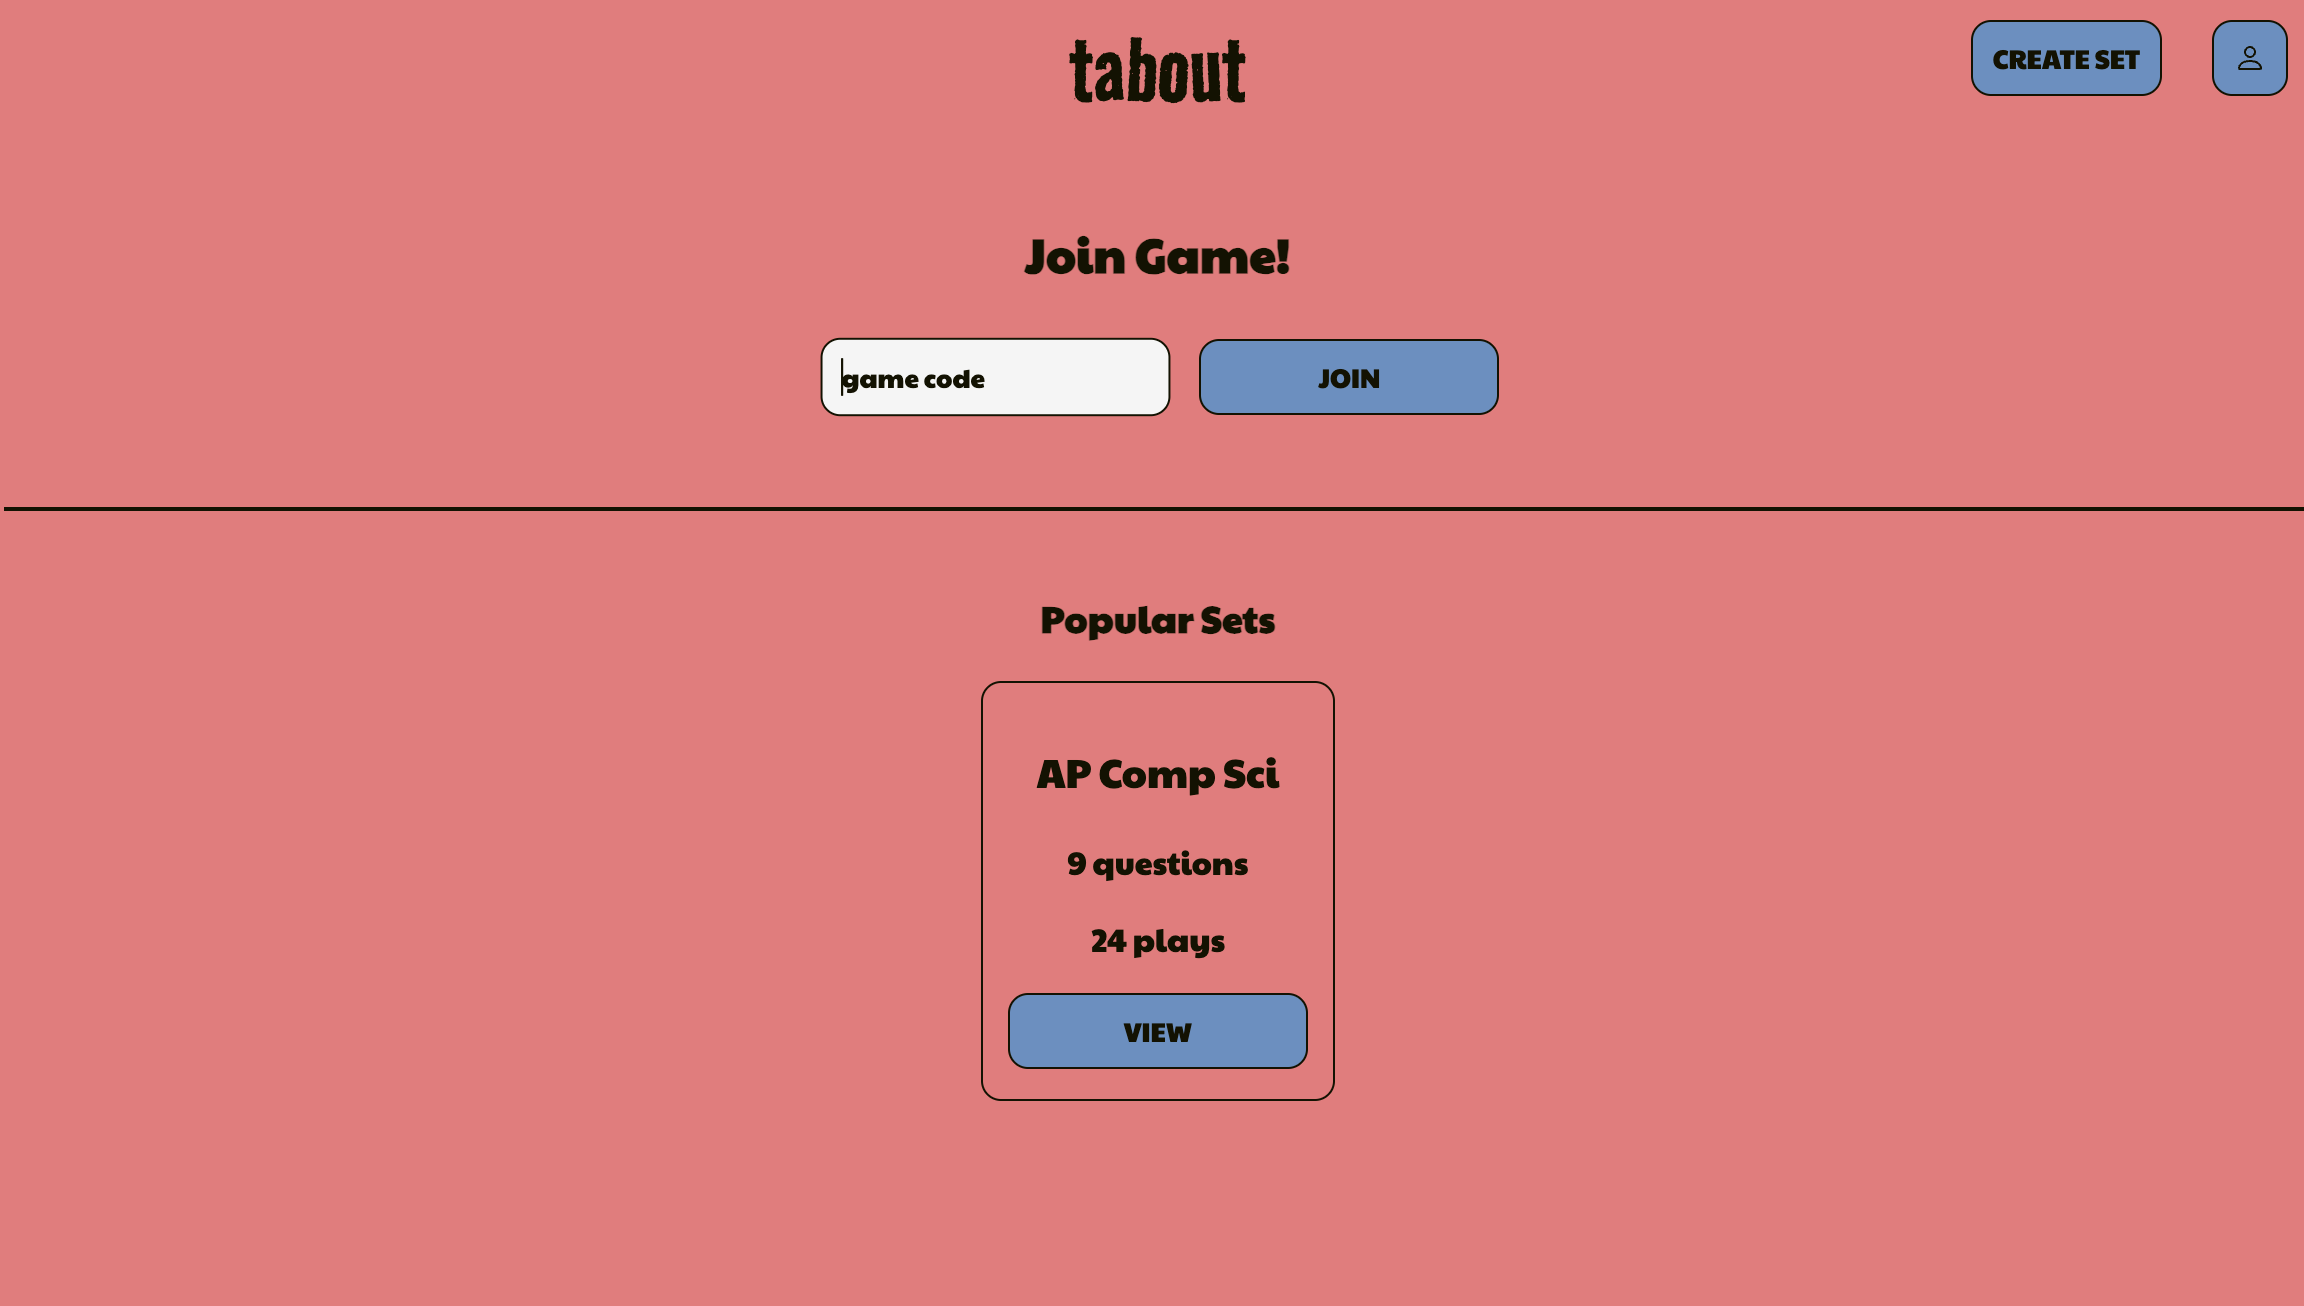 tabout
CREATE SET
Join Game!
game code
JOIN
Popular Sets
AP Comp Sci
9 questions
24 plays
VIEW